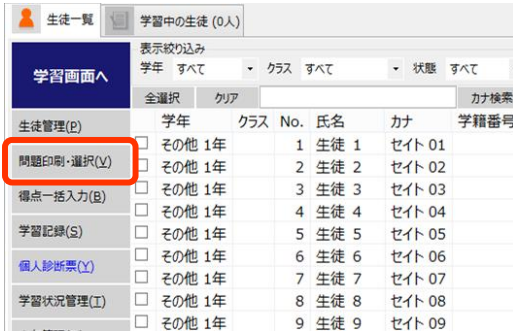 生徒一覧 学習中の生徒 (0人)
学習画面へ
表示絞り込み
学年 すべて クラス すべて 状態 すべて
全選択 クリア カナ検索
学年 クラス No. 氏名 カナ 学籍番号
生徒管理(P)
問題印刷・選択(V)
得点一括入力(B)
学習記録(S)
個人診断票(Y)
学習状況管理(T)
その他 1年 1 生徒 1 セイト 01
その他 1年 2 生徒 2 セイト 02
その他 1年 3 生徒 3 セイト 03
その他 1年 4 生徒 4 セイト 04
その他 1年 5 生徒 5 セイト 05
その他 1年 6 生徒 6 セイト 06
その他 1年 7 生徒 7 セイト 07
その他 1年 8 生徒 8 セイト 08
その他 1年 9 生徒 9 セイト 09